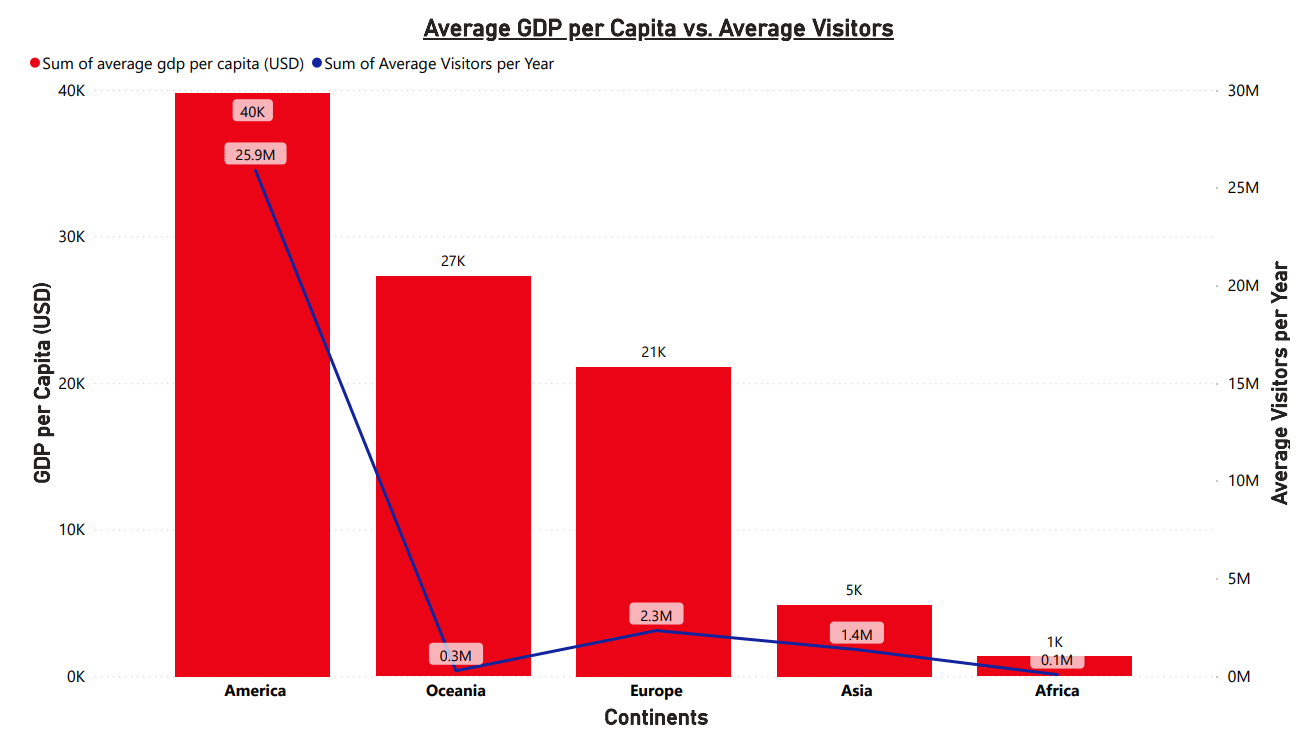 Average GDP per Capita vs. Average Visitors
Sum of average gdp per capita (USD) Sum of Average Visitors per Year
40K
30K
20K
10K
0K
GDP per Capita (USD)
40K
25.9M
27K
0.3M
21K
2.3M
5K
1.4M
1K
0.1M
30M
25M
20M
15M
10M
5M
0M
Average Visitors per Year
America Oceania Europe Asia Africa
Continents